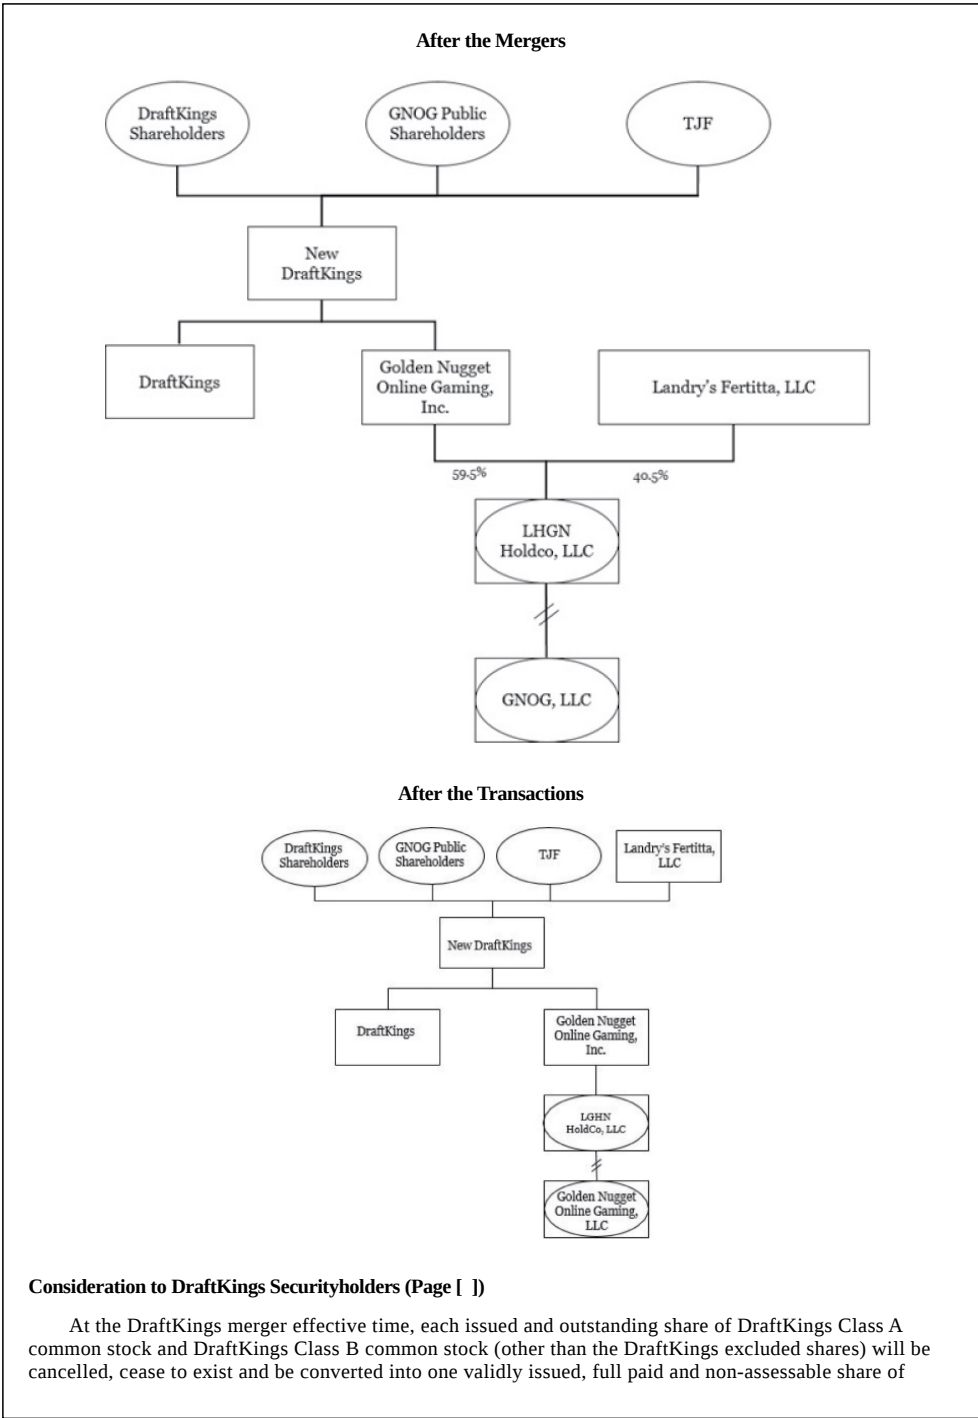 After the Mergers
DraftKings
Shareholders
GNOG Public
Shareholders
TJF
New
DraftKings
DraftKings
Golden Nugget
Online Gaming,
Inc.
Landry's Fertitta, LLC
59.5%
40.5%
LHGN
Holdco, LLC
GNOG, LLC
After the Transactions
DraftKings
Shareholders
GNOG Public
Shareholders
TJF
Landry's Fertitta,
LLC
New DraftKings
DraftKings
Golden Nugget
Online Gaming,
Inc.
LGHN
HoldCo, LLC
Golden Nugget
Online Gaming,
LLC
Consideration to DraftKings Securityholders (Page [ ])
At the DraftKings merger effective time, each issued and outstanding share of DraftKings Class A
common stock and DraftKings Class B common stock (other than the DraftKings excluded shares) will be
cancelled, cease to exist and be converted into one validly issued, full paid and non-assessable share of